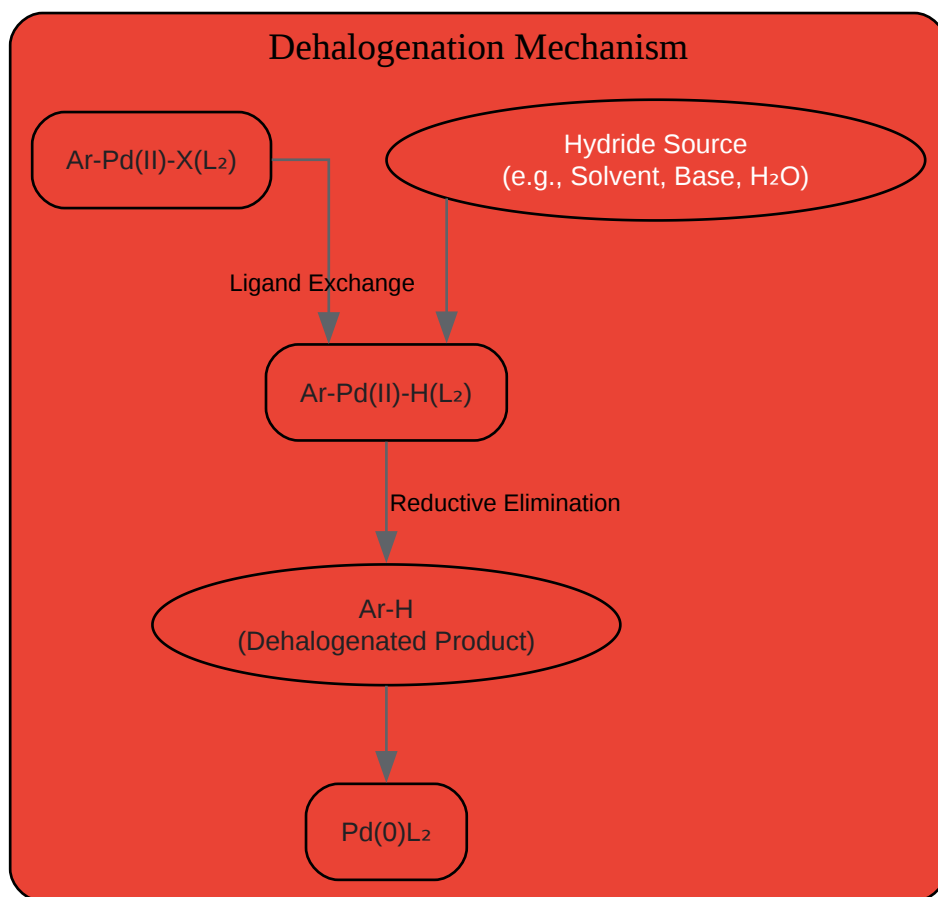 Dehalogenation Mechanism
Ar-Pd(II)-X(L₂)
Hydride Source
(e.g., Solvent, Base, H₂O)
Ligand Exchange
Ar-Pd(II)-H(L₂)
Reductive Elimination
Ar-H
(Dehalogenated Product)
Pd(0)L₂